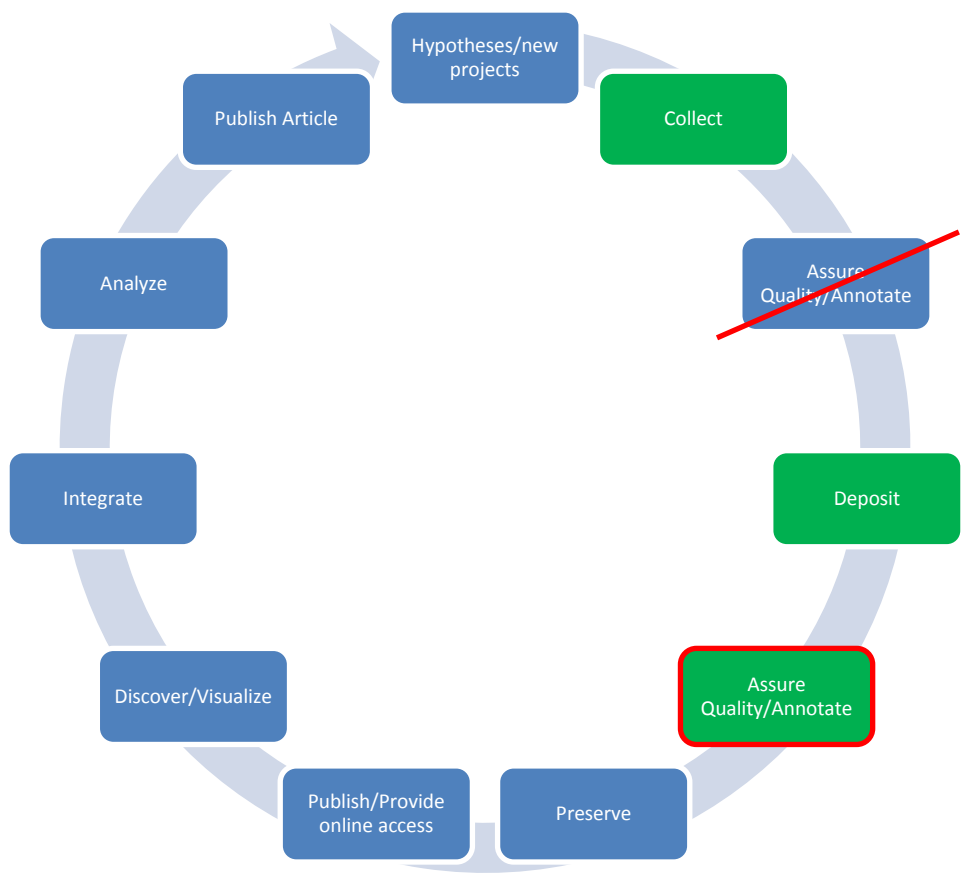 Hypotheses/new
projects
Collect
Assure
Quality/Annotate
Deposit
Assure
Quality/Annotate
Preserve
Publish/Provide
online access
Discover/Visualize
Integrate
Analyze
Publish Article